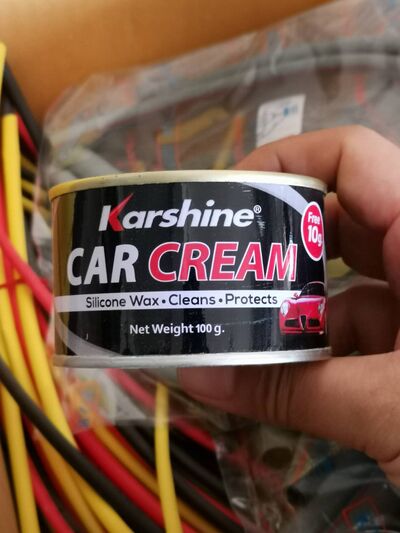 Karshine®
Free
10g
CAR CREAM
Silicone Wax • Cleans • Protects
Net Weight 100 g.